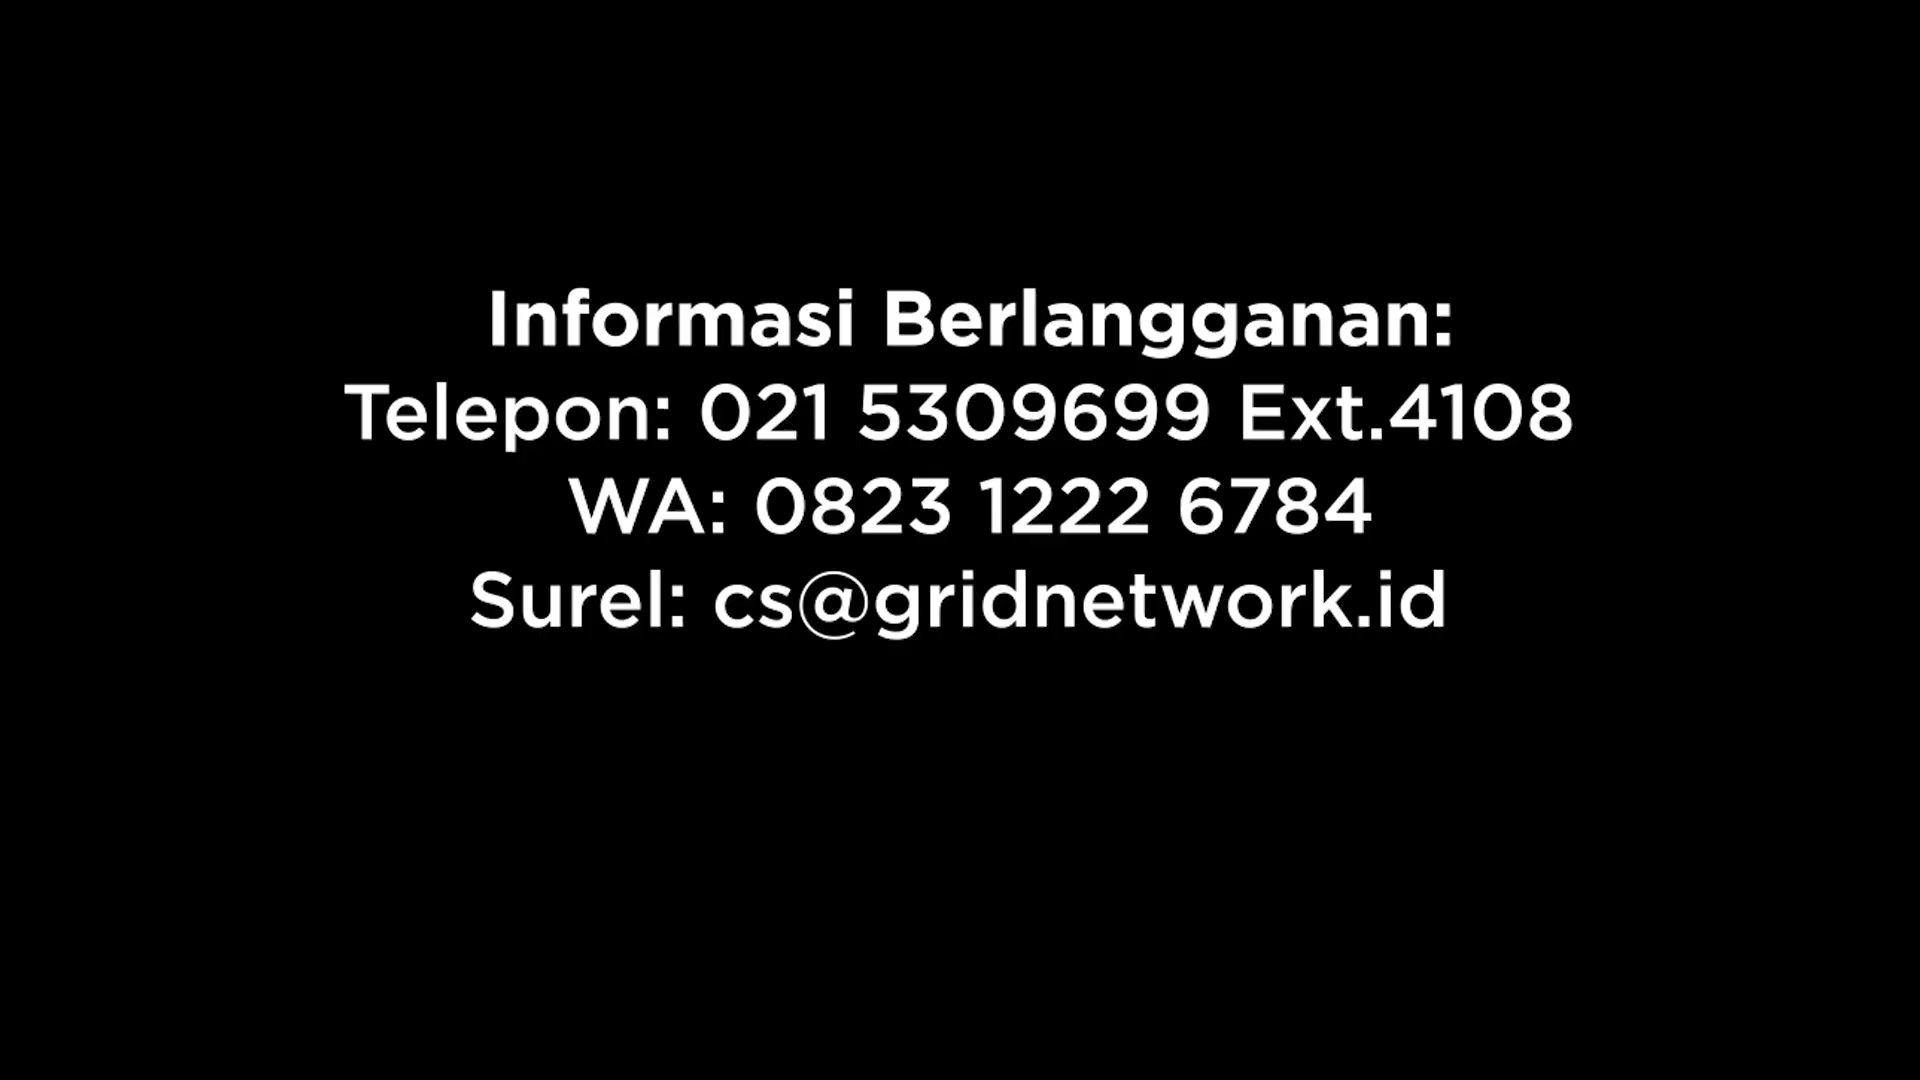 Informasi Berlangganan:
Telepon: 021 5309699 Ext.4108
WA: 0823 1222 6784
Surel: cs@gridnetwork.id